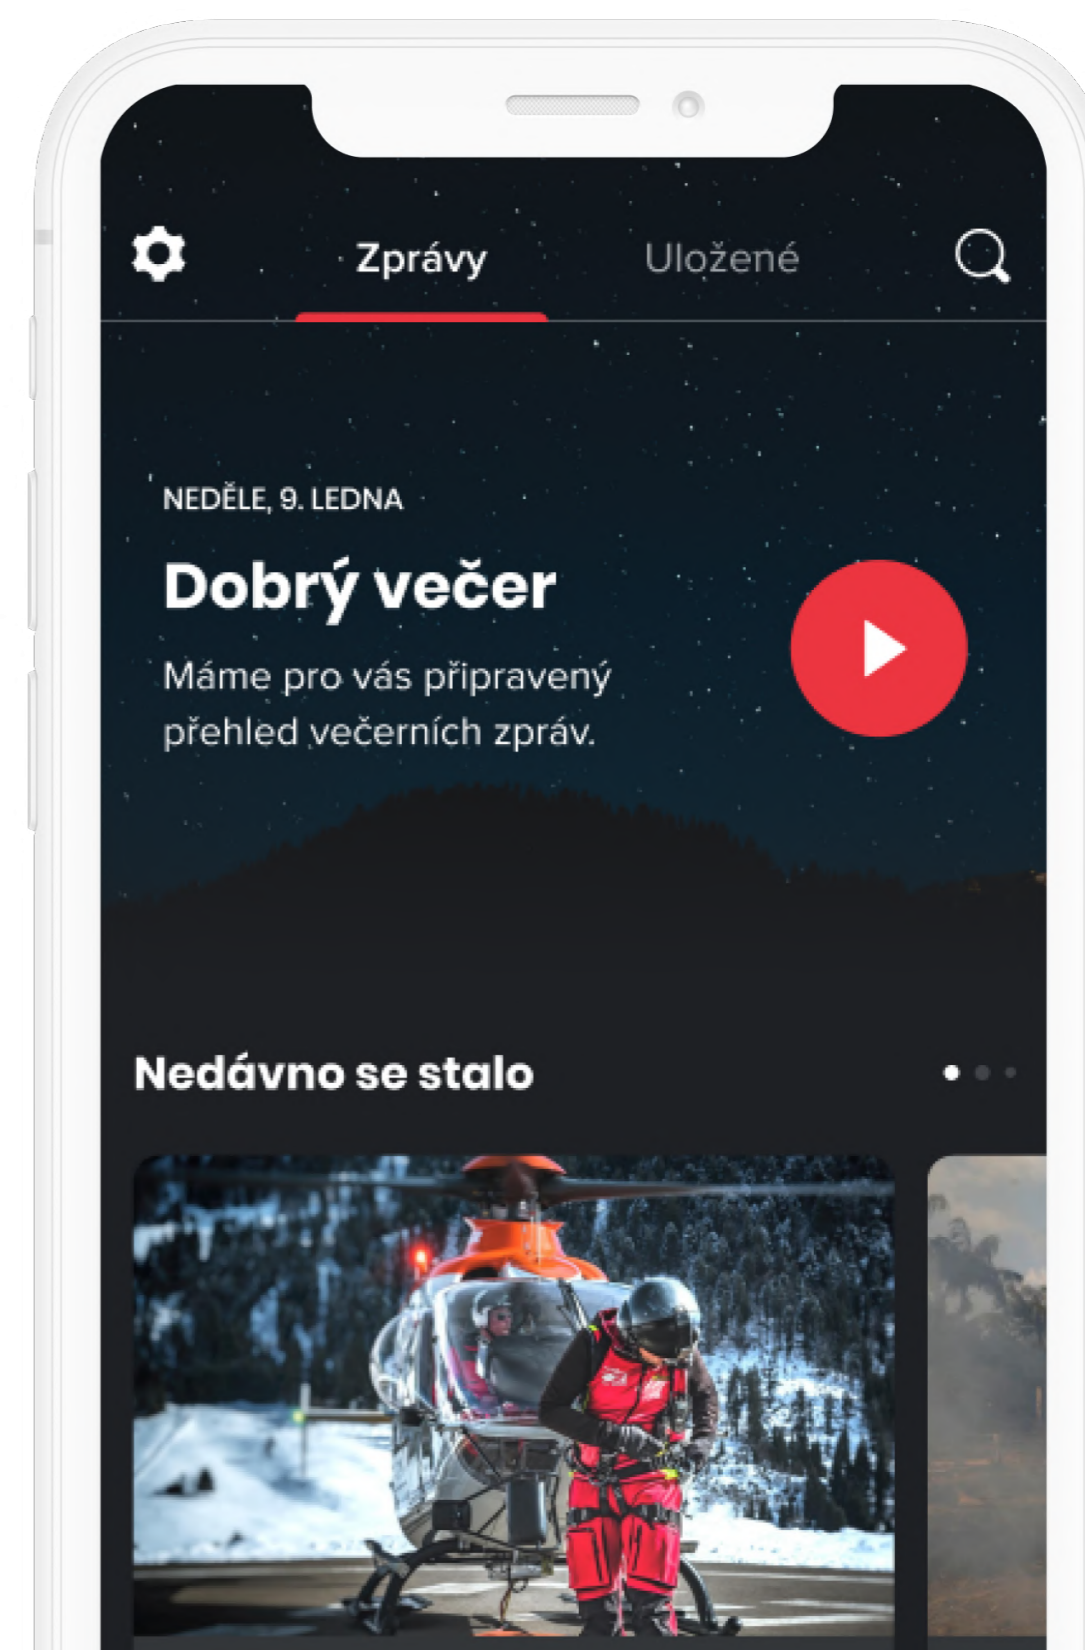 Zprávy
Uložené
NEDĚLE, 9. LEDNA
Dobrý večer
Máme pro vás připravený
přehled večerních zpráv.
Nedávno se stalo